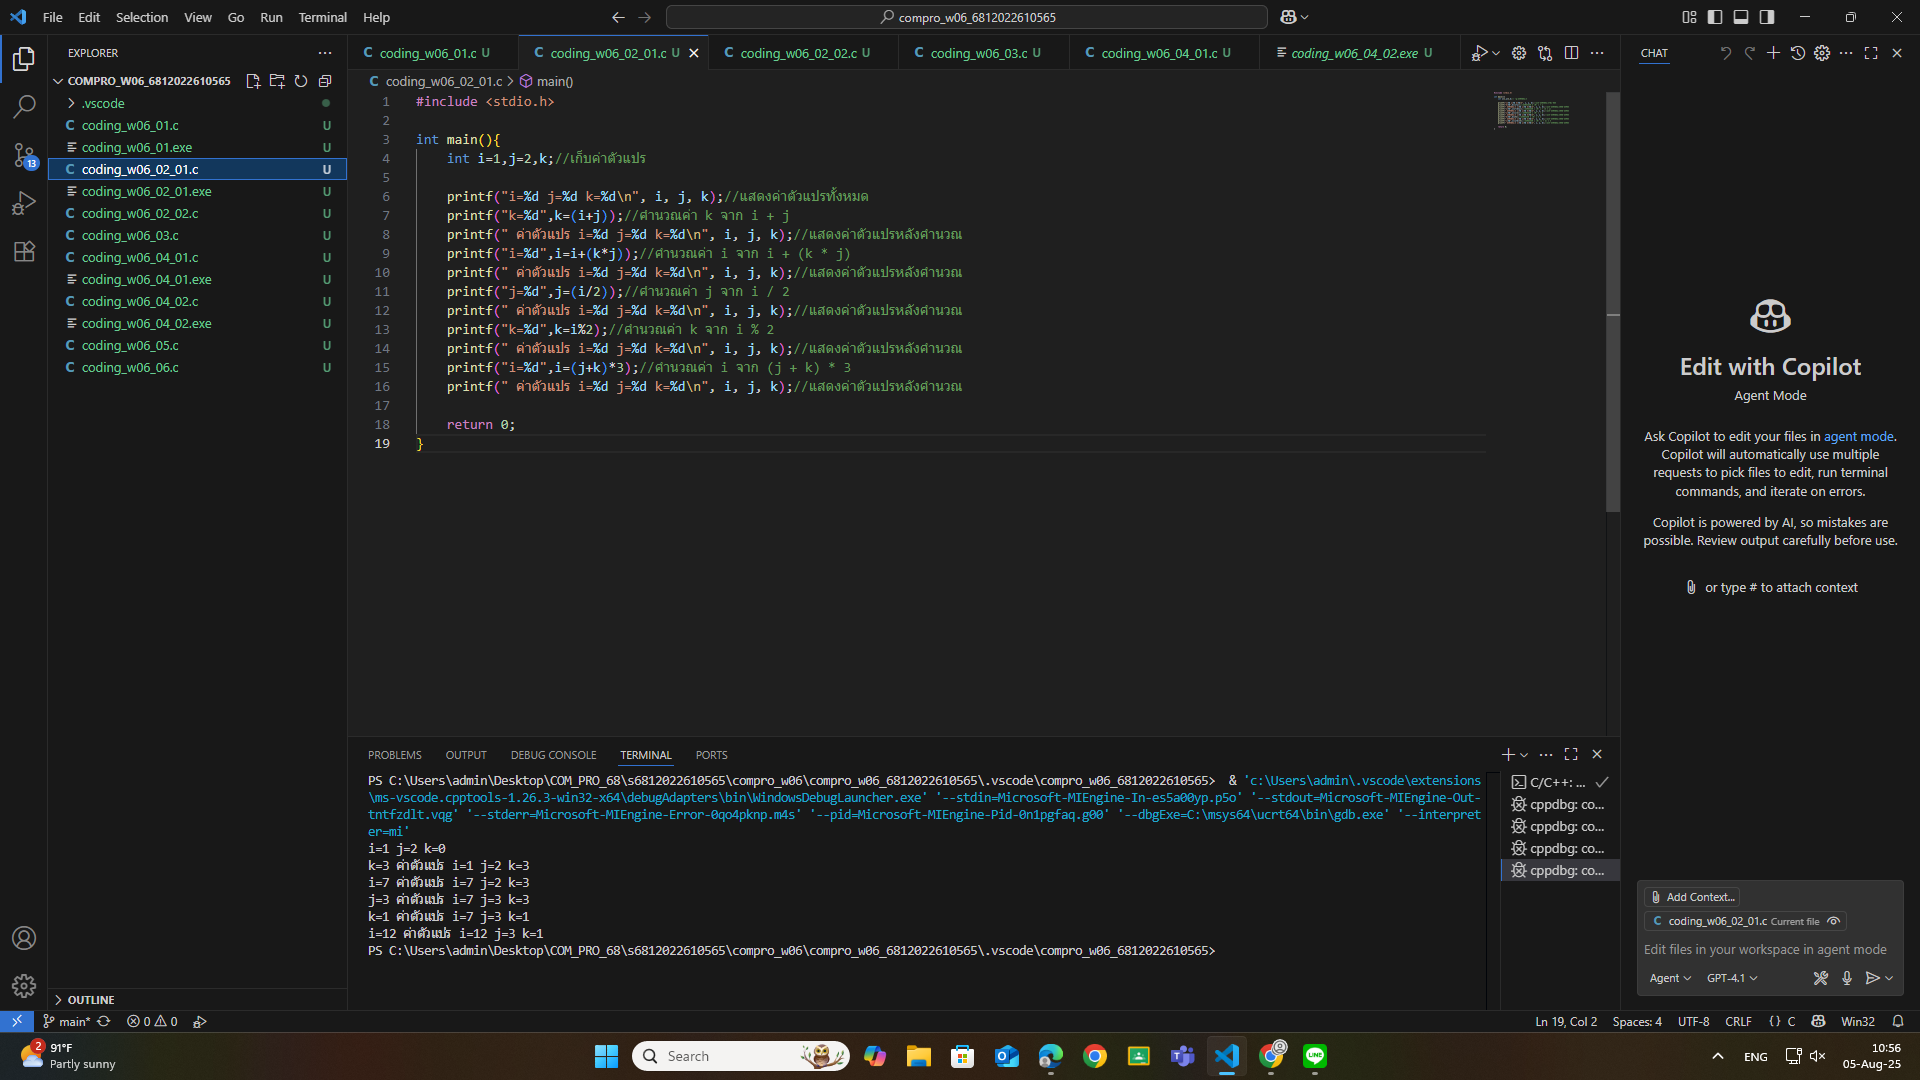 File Edit Selection View Go Run Terminal Help
compro_w06_6812022610565
EXPLORER
COMPRO_W06_6812022610565
.vscode
coding_w06_01.c U
coding_w06_01.exe U
coding_w06_02_01.c U
coding_w06_02_01.exe U
coding_w06_02_02.c U
coding_w06_03.c U
coding_w06_04_01.c U
coding_w06_04_01.exe U
coding_w06_04_02.c U
coding_w06_04_02.exe U
coding_w06_05.c U
coding_w06_06.c U
OUTLINE
13
coding_w06_01.c U coding_w06_02_01.c U coding_w06_02_02.c U coding_w06_03.c U coding_w06_04_01.c U coding_w06_04_02.exe U
coding_w06_02_01.c > main()
1 #include <stdio.h>
2
3 int main(){
4 int i=1,j=2,k;//เก็บค่าตัวแปร
5
6 printf("i=%d j=%d k=%d\n", i, j, k);//แสดงค่าตัวแปรทั้งหมด
7 printf("k=%d",k=(i+j));//คำนวณค่า k จาก i + j
8 printf(" ค่าตัวแปร i=%d j=%d k=%d\n", i, j, k);//แสดงค่าตัวแปรหลังคำนวณ
9 printf("i=%d",i=i+(k*j));//คำนวณค่า i จาก i + (k * j)
10 printf(" ค่าตัวแปร i=%d j=%d k=%d\n", i, j, k);//แสดงค่าตัวแปรหลังคำนวณ
11 printf("j=%d",j=(i/2));//คำนวณค่า j จาก i / 2
12 printf(" ค่าตัวแปร i=%d j=%d k=%d\n", i, j, k);//แสดงค่าตัวแปรหลังคำนวณ
13 printf("k=%d",k=i%2);//คำนวณค่า k จาก i % 2
14 printf(" ค่าตัวแปร i=%d j=%d k=%d\n", i, j, k);//แสดงค่าตัวแปรหลังคำนวณ
15 printf("i=%d",i=(j+k)*3);//คำนวณค่า i จาก (j + k) * 3
16 printf(" ค่าตัวแปร i=%d j=%d k=%d\n", i, j, k);//แสดงค่าตัวแปรหลังคำนวณ
17
18 return 0;
19 }
PROBLEMS OUTPUT DEBUG CONSOLE TERMINAL PORTS
PS C:\Users\admin\Desktop\COM_PRO_68\s6812022610565\compro_w06\compro_w06_6812022610565\.vscode\compro_w06_6812022610565> & 'c:\Users\admin\.vscode\extensions
\ms-vscode.cpptools-1.26.3-win32-x64\debugAdapters\bin\WindowsDebugLauncher.exe' '--stdin=Microsoft-MIEngine-In-es5a00yp.p5o' '--stdout=Microsoft-MIEngine-Out-
tntfzdlt.vqg' '--stderr=Microsoft-MIEngine-Error-0qo4pknp.m4s' '--pid=Microsoft-MIEngine-Pid-0n1pgfaq.g00' '--dbgExe=C:\msys64\ucrt64\bin\gdb.exe' '--interpret
er=mi'
i=1 j=2 k=0
k=3 ค่าตัวแปร i=1 j=2 k=3
i=7 ค่าตัวแปร i=7 j=2 k=3
j=3 ค่าตัวแปร i=7 j=3 k=3
k=1 ค่าตัวแปร i=7 j=3 k=1
i=12 ค่าตัวแปร i=12 j=3 k=1
PS C:\Users\admin\Desktop\COM_PRO_68\s6812022610565\compro_w06\compro_w06_6812022610565\.vscode\compro_w06_6812022610565>
C/C++: ...
cppdbg: co...
cppdbg: co...
cppdbg: co...
cppdbg: co...
CHAT
Edit with Copilot
Agent Mode
Ask Copilot to edit your files in agent mode.
Copilot will automatically use multiple
requests to pick files to edit, run terminal
commands, and iterate on errors.
Copilot is powered by AI, so mistakes are
possible. Review output carefully before use.
or type # to attach context
Add Context...
coding_w06_02_01.c Current file
Edit files in your workspace in agent mode
Agent GPT-4.1
main* 0 0
Ln 19, Col 2 Spaces: 4 UTF-8 CRLF {} C Win32
2
91°F
Partly sunny
Search
LINE
ENG
10:56
05-Aug-25